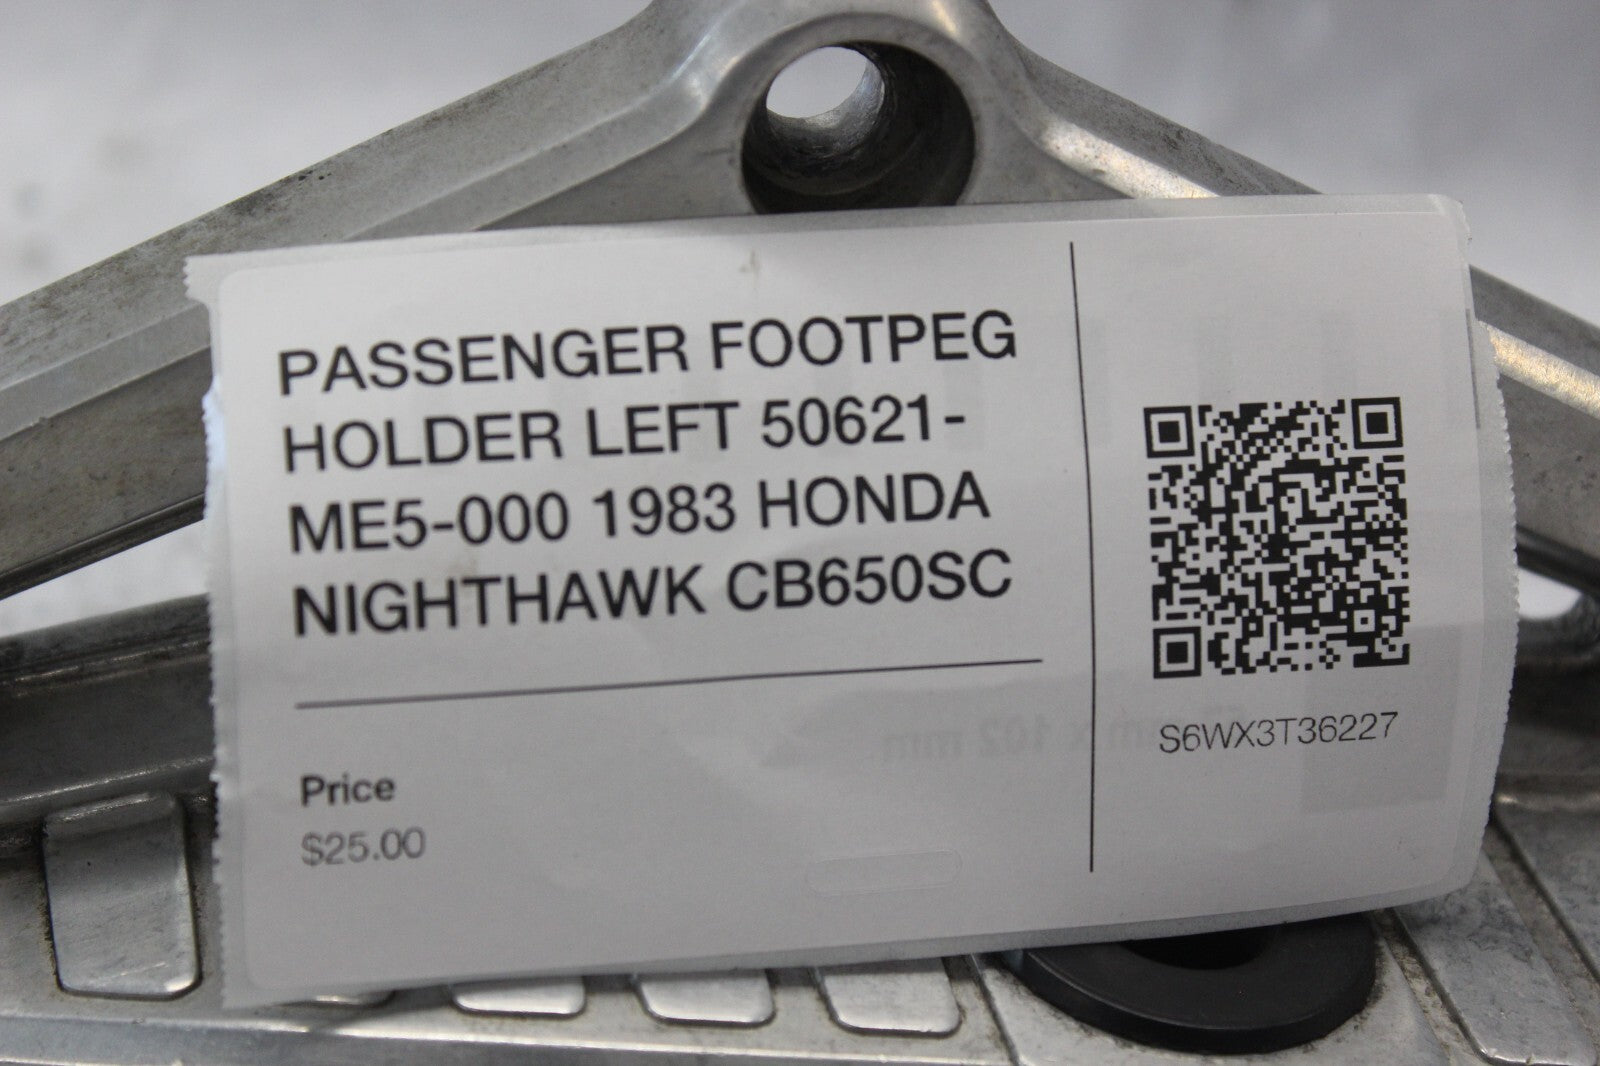 PASSENGER FOOTPEG
HOLDER LEFT 50621-
ME5-000 1983 HONDA
NIGHTHAWK CB650SC
Price
$25.00
S6WX3T36227